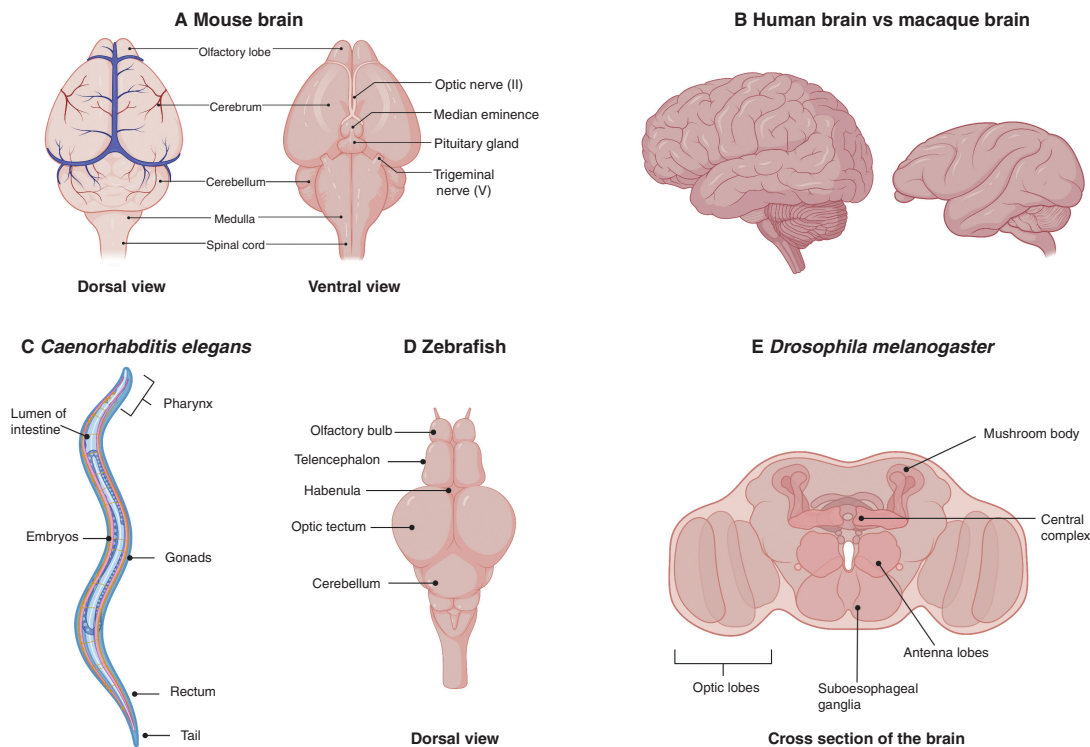 A Mouse brain
Olfactory lobe
Cerebrum
Cerebellum
Medulla
Spinal cord
Optic nerve (II)
Median eminence
Pituitary gland
Trigeminal
nerve (V)
Dorsal view
Ventral view
B Human brain vs macaque brain
C Caenorhabditis elegans
Pharynx
Lumen of
intestine
Embryos
Gonads
Rectum
Tail
D Zebrafish
Olfactory bulb
Telencephalon
Habenula
Optic tectum
Cerebellum
Dorsal view
E Drosophila melanogaster
Mushroom body
Central
complex
Antenna lobes
Optic lobes
Suboesophageal
ganglia
Cross section of the brain